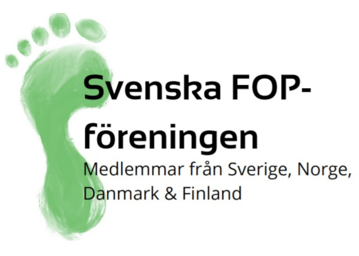 Svenska FOP-
föreningen
Medlemmar från Sverige, Norge,
Danmark & Finland